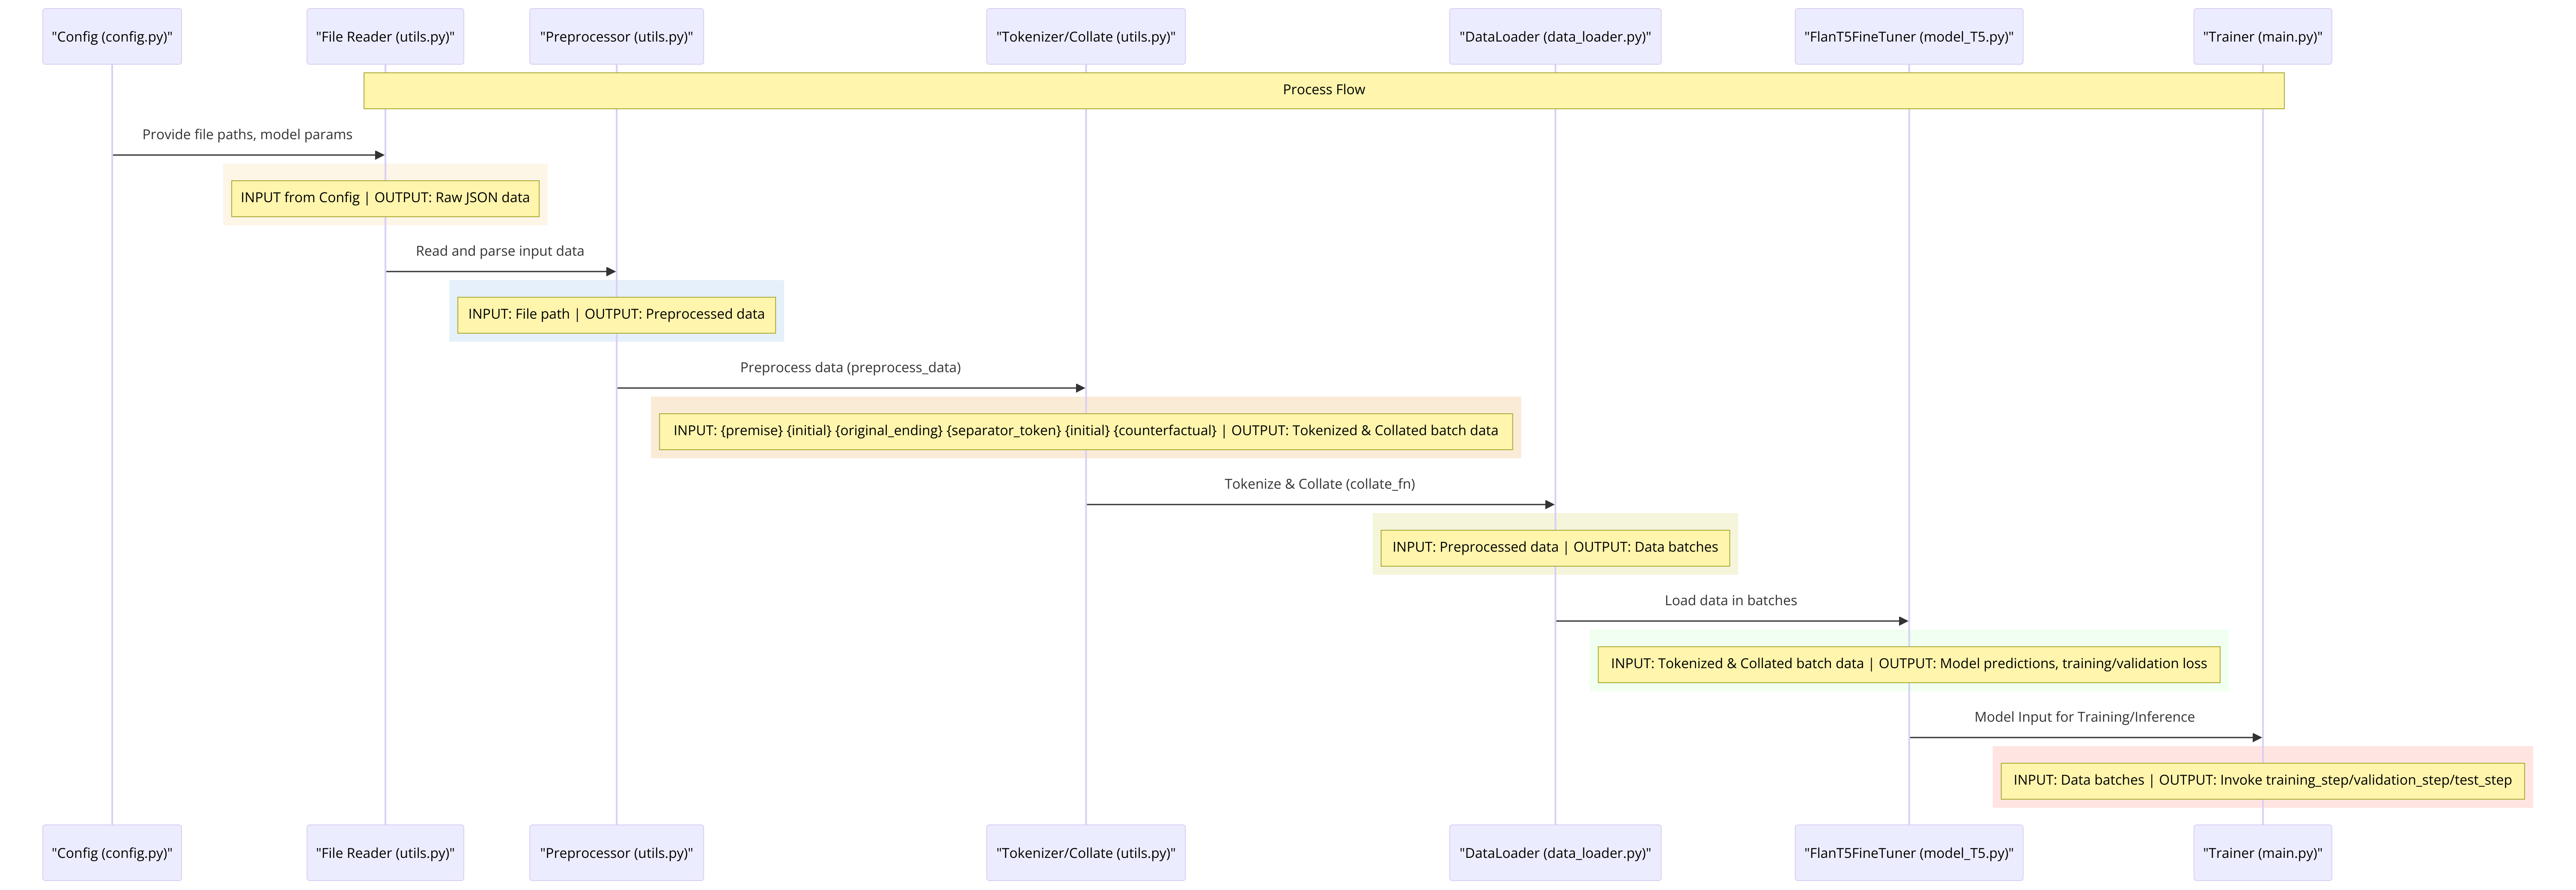 "Config (config.py)"
"File Reader (utils.py)"
"Preprocessor (utils.py)"
"Tokenizer/Collate (utils.py)"
"DataLoader (data_loader.py)"
"FlanT5FineTuner (model_T5.py)"
"Trainer (main.py)"
Process Flow
Provide file paths, model params
INPUT from Config | OUTPUT: Raw JSON data
Read and parse input data
INPUT: File path | OUTPUT: Preprocessed data
Preprocess data (preprocess_data)
INPUT: {premise} {initial} {original_ending} {separator_token} {initial} {counterfactual} | OUTPUT: Tokenized & Collated batch data
Tokenize & Collate (collate_fn)
INPUT: Preprocessed data | OUTPUT: Data batches
Load data in batches
INPUT: Tokenized & Collated batch data | OUTPUT: Model predictions, training/validation loss
Model Input for Training/Inference
INPUT: Data batches | OUTPUT: Invoke training_step/validation_step/test_step
"Config (config.py)"
"File Reader (utils.py)"
"Preprocessor (utils.py)"
"Tokenizer/Collate (utils.py)"
"DataLoader (data_loader.py)"
"FlanT5FineTuner (model_T5.py)"
"Trainer (main.py)"